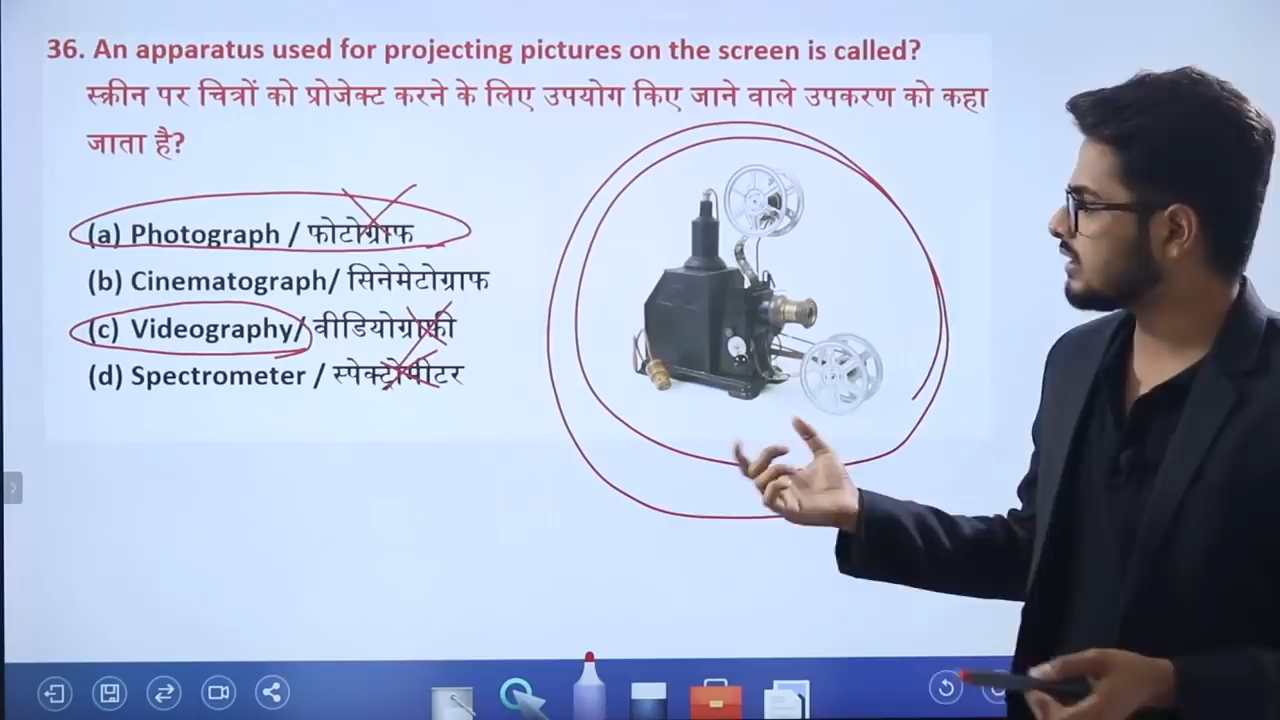 36. An apparatus used for projecting pictures on the screen is called?
स्क्रीन पर चित्रों को प्रोजेक्ट करने के लिए उपयोग किए जाने वाले उपकरण को कहा
जाता है?
(a) Photograph / फोटोग्राफ
(b) Cinematograph/ सिनेमेटोग्राफ
(c) Videography/ वीडियोग्राफी
(d) Spectrometer / स्पेक्ट्रोमीटर